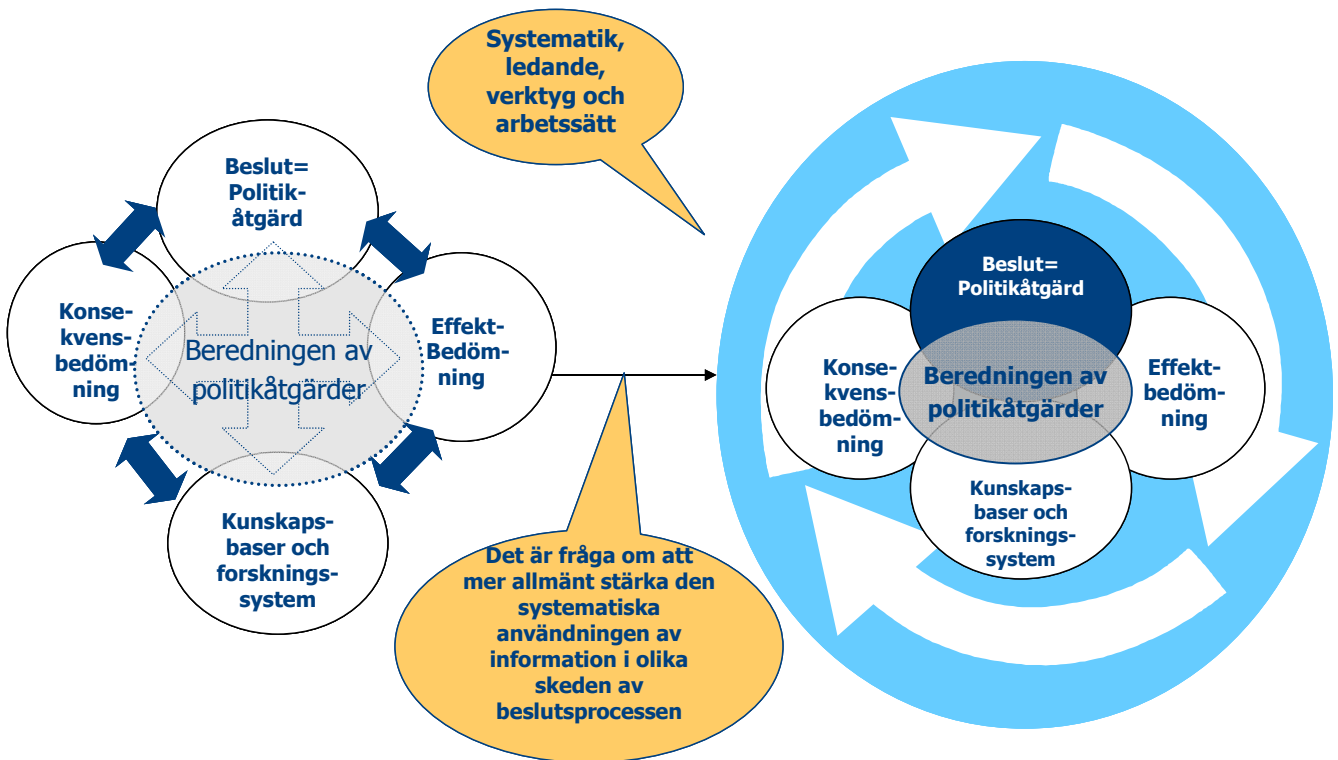 Systematik,
ledande,
verktyg och
arbetssätt
Beslut=
Politik-
åtgärd
Konse-
kvens-
bedöm-
ning
Beredningen av
politikåtgärder
Effekt-
Bedöm-
ning
Kunskaps-
baser och
forsknings-
system
Det är fråga om att
mer allmänt stärka den
systematiska
användningen av
information i olika
skeden av
beslutsprocessen
Beslut=
Politikåtgärd
Konse-
kvens-
bedöm-
ning
Beredningen av
politikåtgärder
Effekt-
bedöm-
ning
Kunskaps-
baser och
forsknings-
system